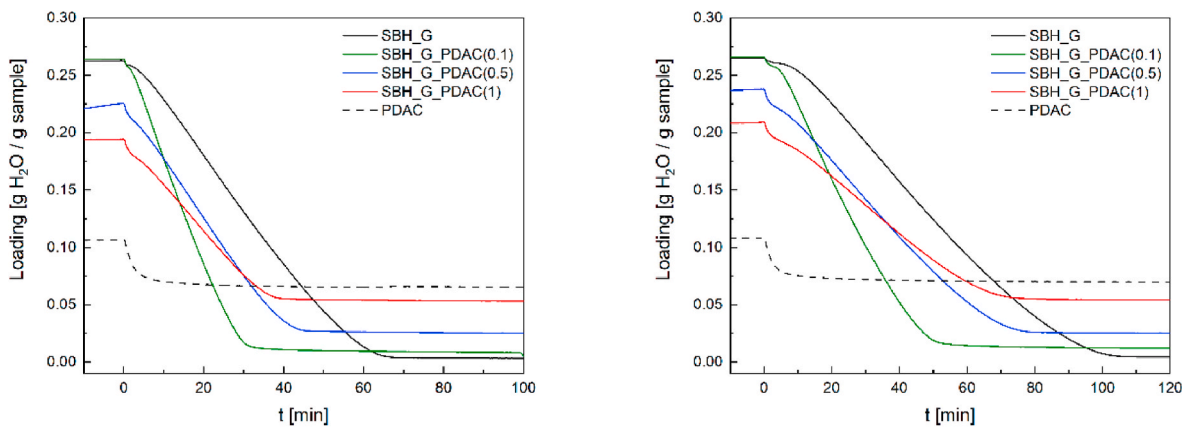 0.30
0.25
0.20
0.15
0.10
0.05
0.00
Loading [g H₂O / g sample]
SBH_G
SBH_G_PDAC(0.1)
SBH_G_PDAC(0.5)
SBH_G_PDAC(1)
PDAC
0 20 40 60 80 100
t [min]
0.30
0.25
0.20
0.15
0.10
0.05
0.00
Loading [g H₂O / g sample]
SBH_G
SBH_G_PDAC(0.1)
SBH_G_PDAC(0.5)
SBH_G_PDAC(1)
PDAC
0 20 40 60 80 100 120
t [min]